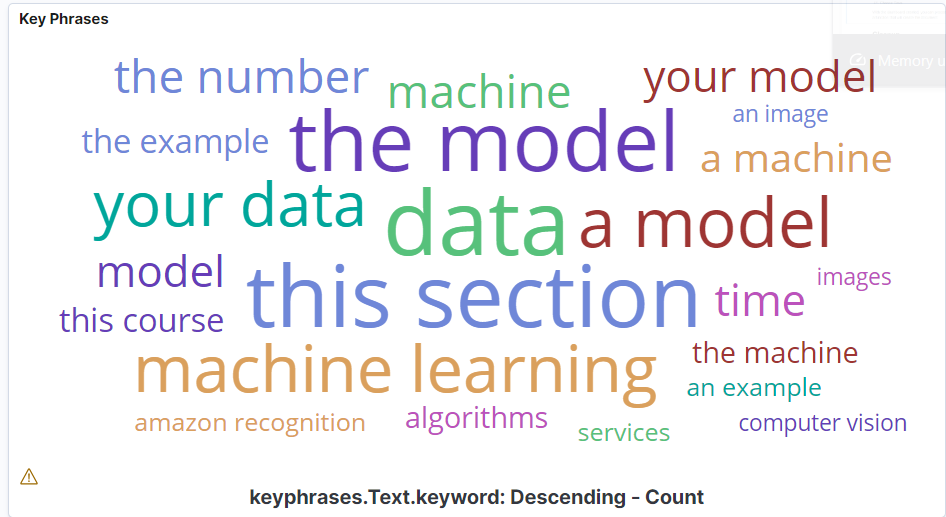 Key Phrases
Memory u
the number
machine
your model
an image
the example
the model
a machine
your data
data
a model
model
this section
time
images
this course
machine learning
the machine
an example
amazon recognition
algorithms
services
computer vision
keyphrases.Text.keyword: Descending - Count